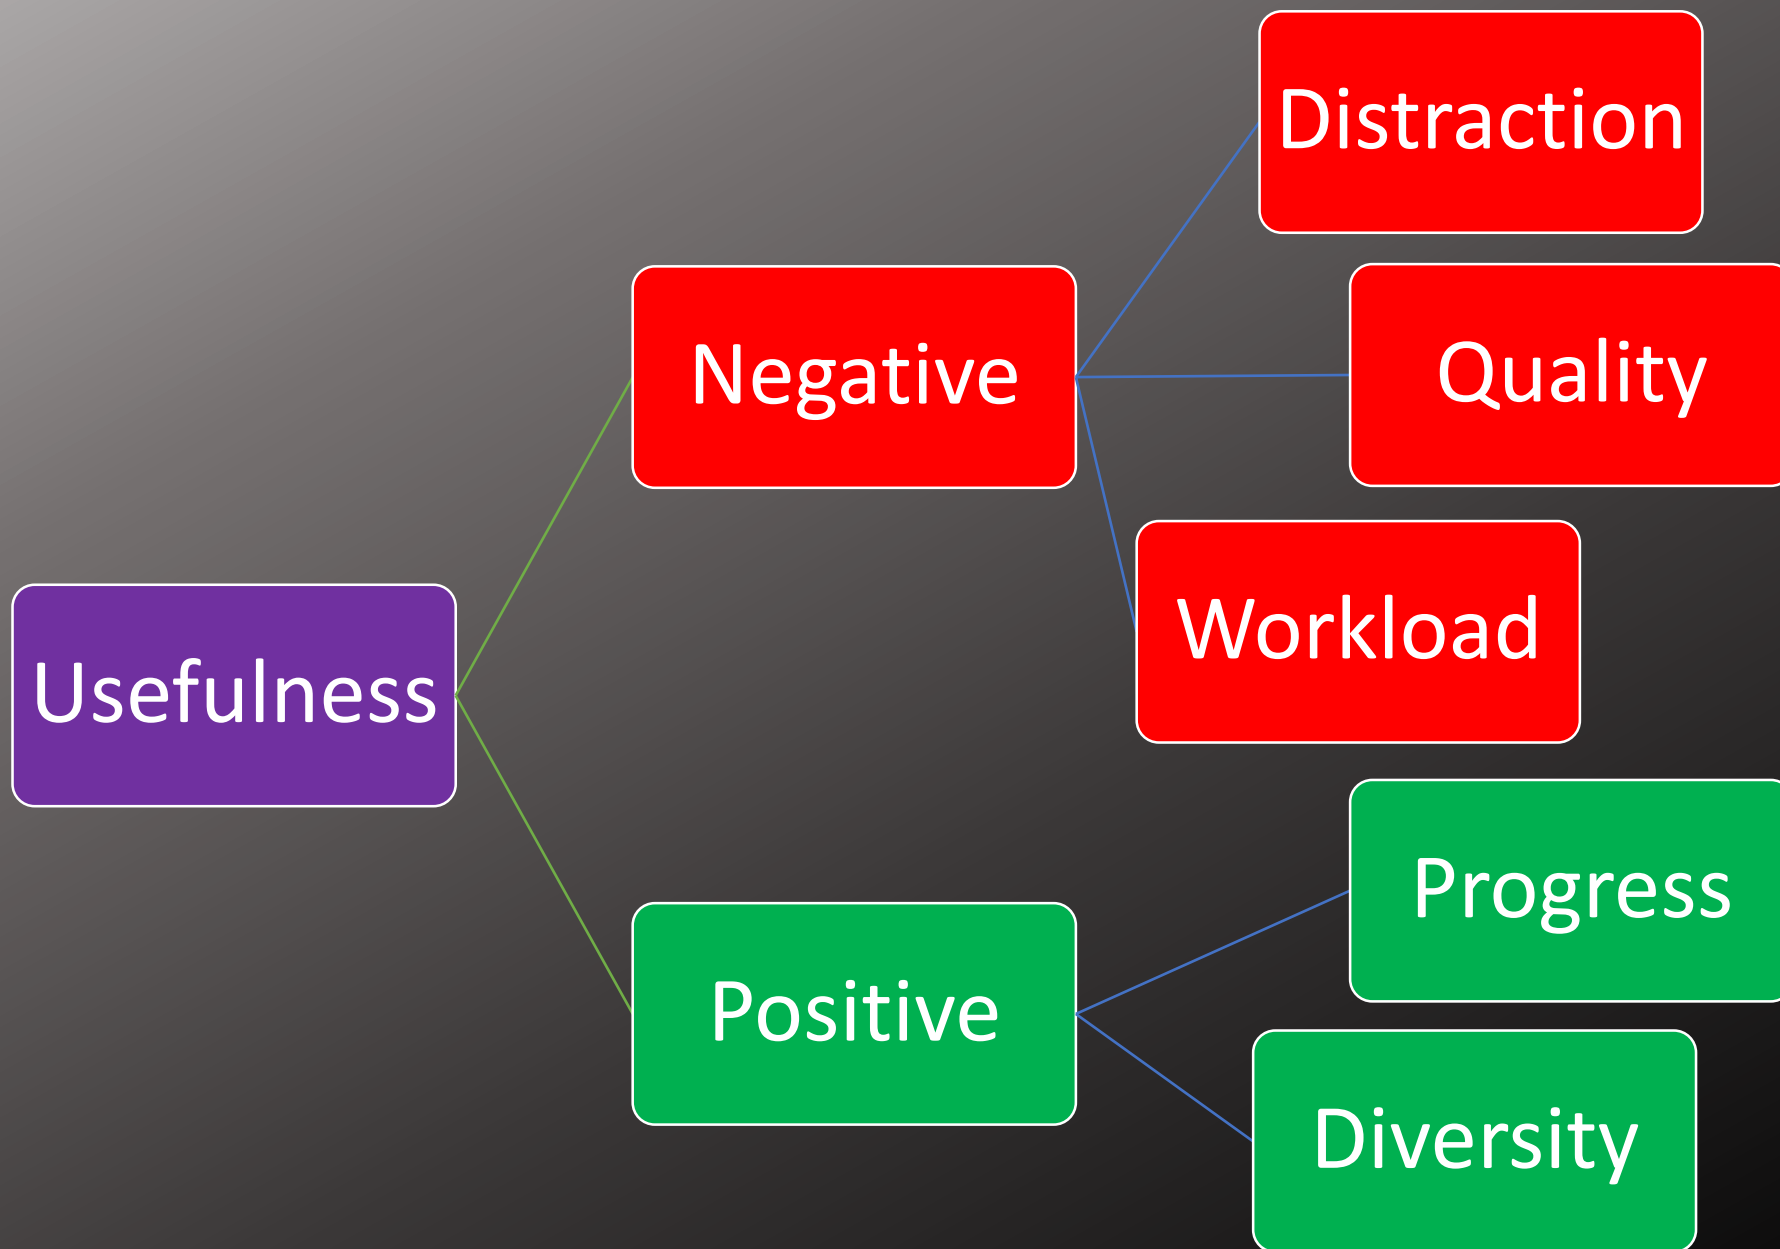 Usefulness
Negative
Distraction
Quality
Workload
Positive
Progress
Diversity